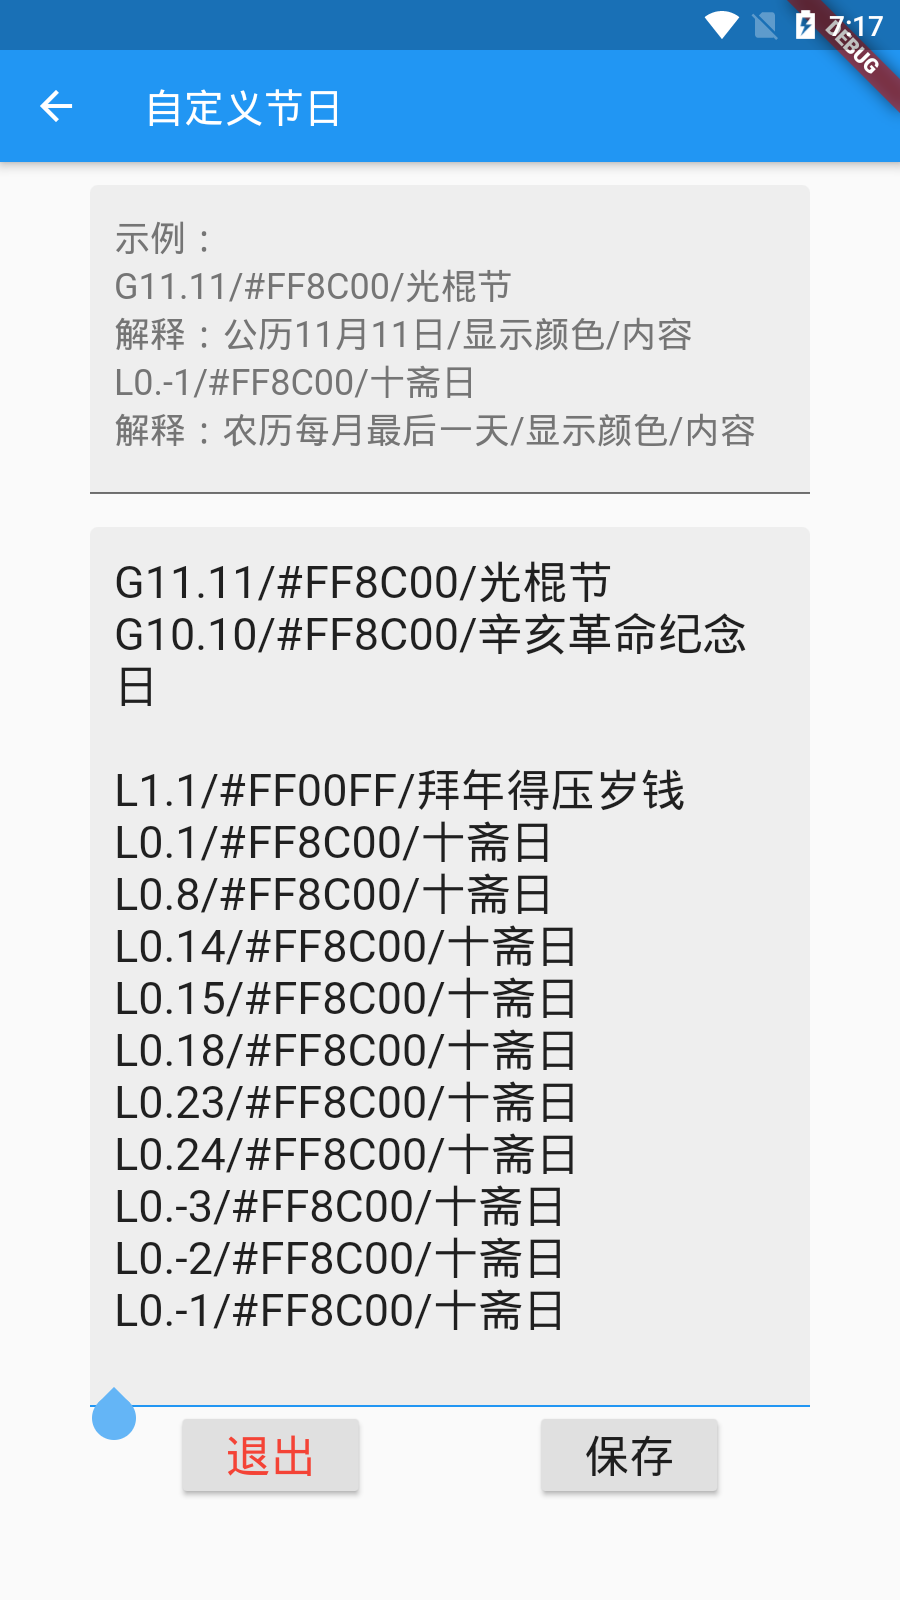 7:17
DEBUG
自定义节日
示例：
G11.11/#FF8C00/光棍节
解释：公历11月11日/显示颜色/内容
L0.-1/#FF8C00/十斋日
解释：农历每月最后一天/显示颜色/内容
G11.11/#FF8C00/光棍节
G10.10/#FF8C00/辛亥革命纪念
日
L1.1/#FF00FF/拜年得压岁钱
L0.1/#FF8C00/十斋日
L0.8/#FF8C00/十斋日
L0.14/#FF8C00/十斋日
L0.15/#FF8C00/十斋日
L0.18/#FF8C00/十斋日
L0.23/#FF8C00/十斋日
L0.24/#FF8C00/十斋日
L0.-3/#FF8C00/十斋日
L0.-2/#FF8C00/十斋日
L0.-1/#FF8C00/十斋日
退出
保存